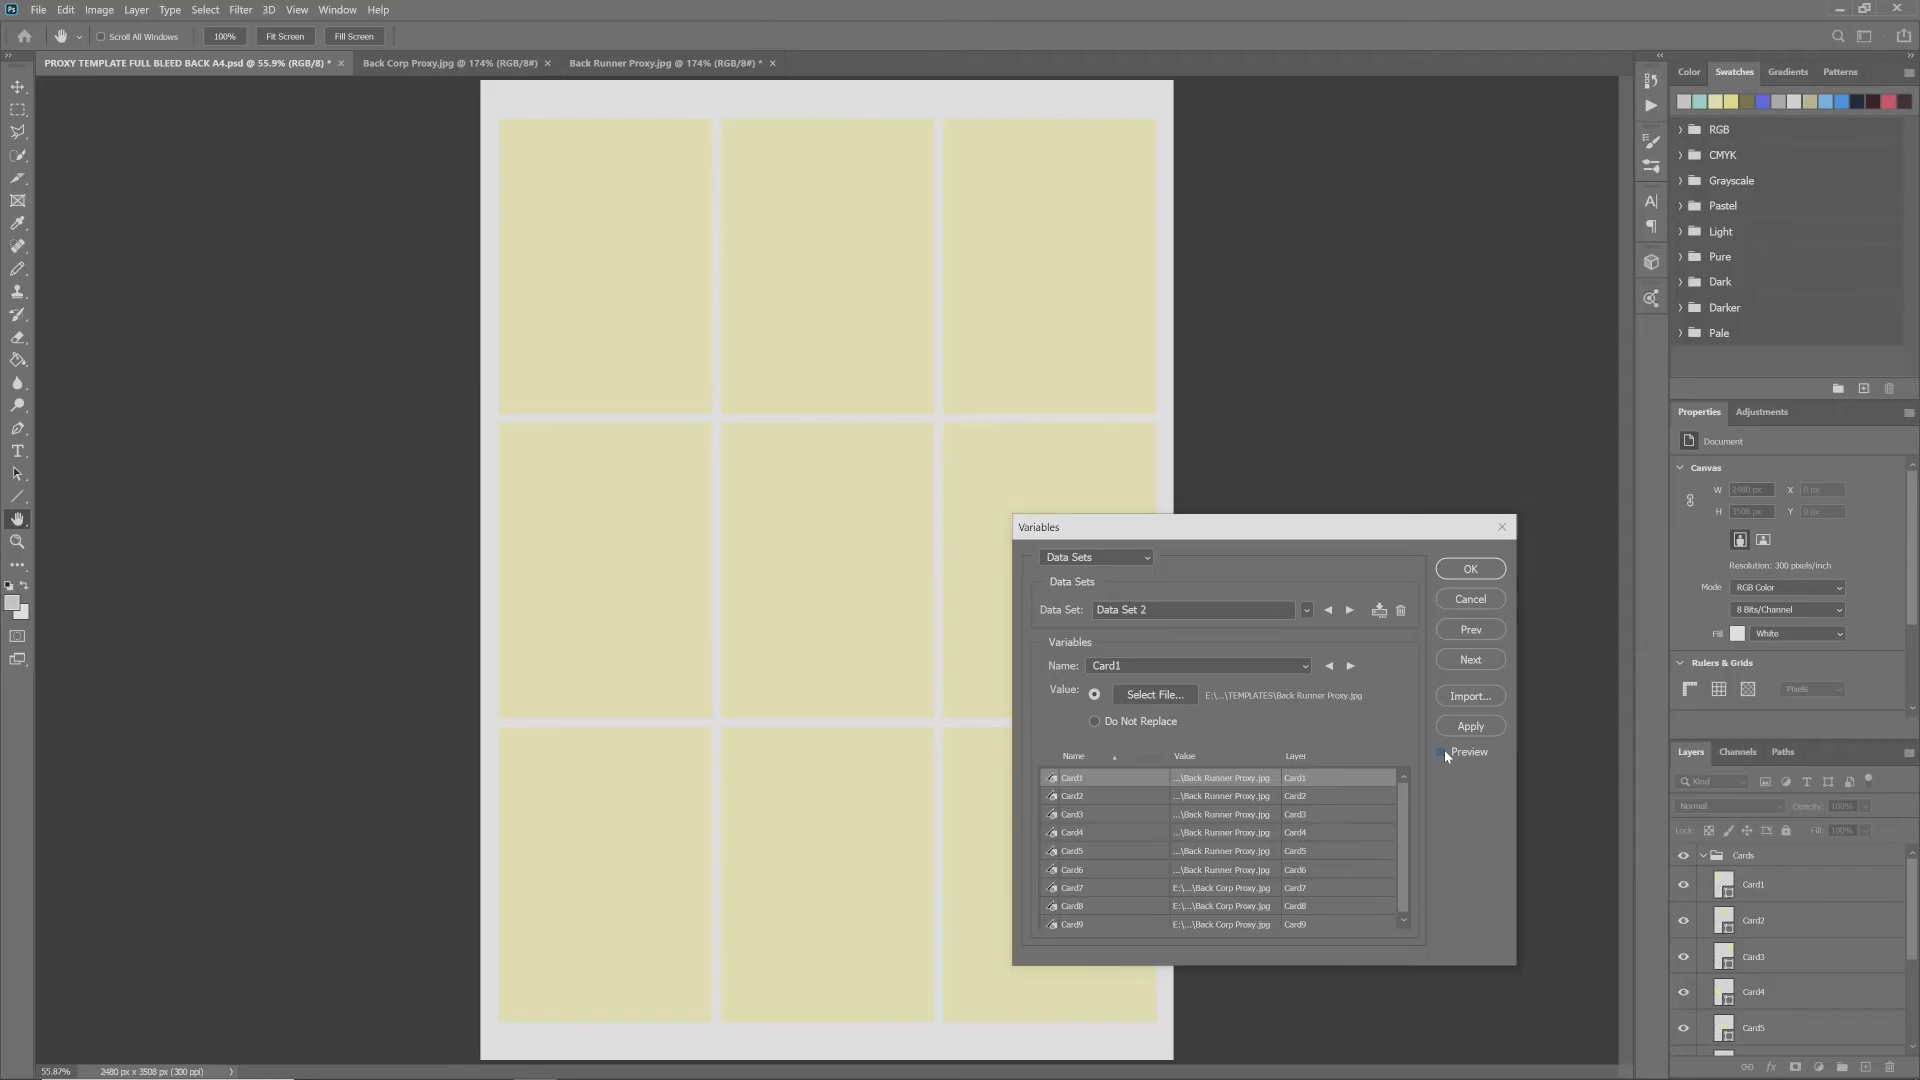 Ps File Edit Image Layer Type Select Filter 3D View Window Help
Scroll All Windows 100% Fit Screen Fill Screen
PROXY TEMPLATE FULL BLEED BACK A4.psd @ 55.9% (RGB/8) * Back Corp Proxy.jpg @ 174% (RGB/8#) Back Runner Proxy.jpg @ 174% (RGB/8#) *
Color Swatches Gradients Patterns
RGB
CMYK
Grayscale
Pastel
Light
Pure
Dark
Darker
Pale
Properties Adjustments
Document
Canvas
W 2480 px X 0 px
H 3508 px Y 0 px
Resolution: 300 pixels/inch
Mode RGB Color
8 Bits/Channel
Fill White
Rulers & Grids
Pixels
Layers Channels Paths
Kind
Normal Opacity: 100%
Lock: Fill: 100%
Cards
Card1
Card2
Card3
Card4
Card5
Variables
Data Sets
Data Sets
Data Set: Data Set 2
Variables
Name: Card1
Value: Select File... E:\...\TEMPLATES\Back Runner Proxy.jpg
Do Not Replace
Name Value Layer
Card1 ...\Back Runner Proxy.jpg Card1
Card2 ...\Back Runner Proxy.jpg Card2
Card3 ...\Back Runner Proxy.jpg Card3
Card4 ...\Back Runner Proxy.jpg Card4
Card5 ...\Back Runner Proxy.jpg Card5
Card6 ...\Back Runner Proxy.jpg Card6
Card7 E:\...\Back Corp Proxy.jpg Card7
Card8 E:\...\Back Corp Proxy.jpg Card8
Card9 E:\...\Back Corp Proxy.jpg Card9
OK
Cancel
Prev
Next
Import...
Apply
Preview
55.87% 2480 px x 3508 px (300 ppi)